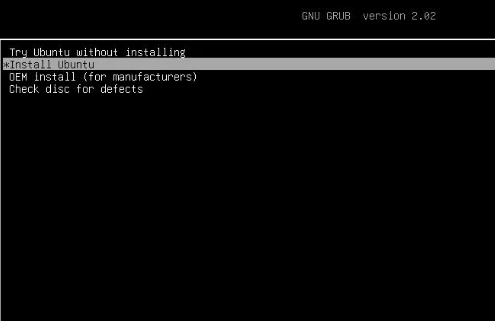 GNU GRUB  version 2.02
Try Ubuntu without installing
*Install Ubuntu
OEM install (for manufacturers)
Check disc for defects